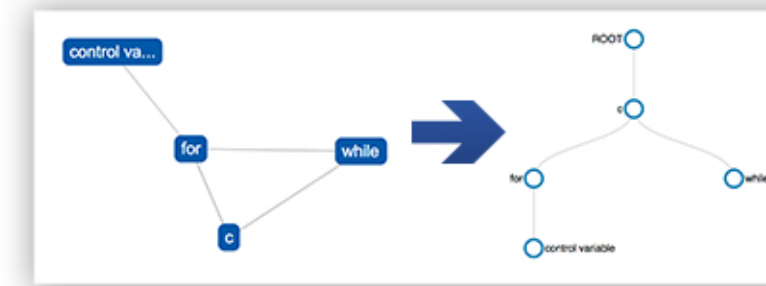 control va...
for
while
c
ROOT
c
for
while
control variable